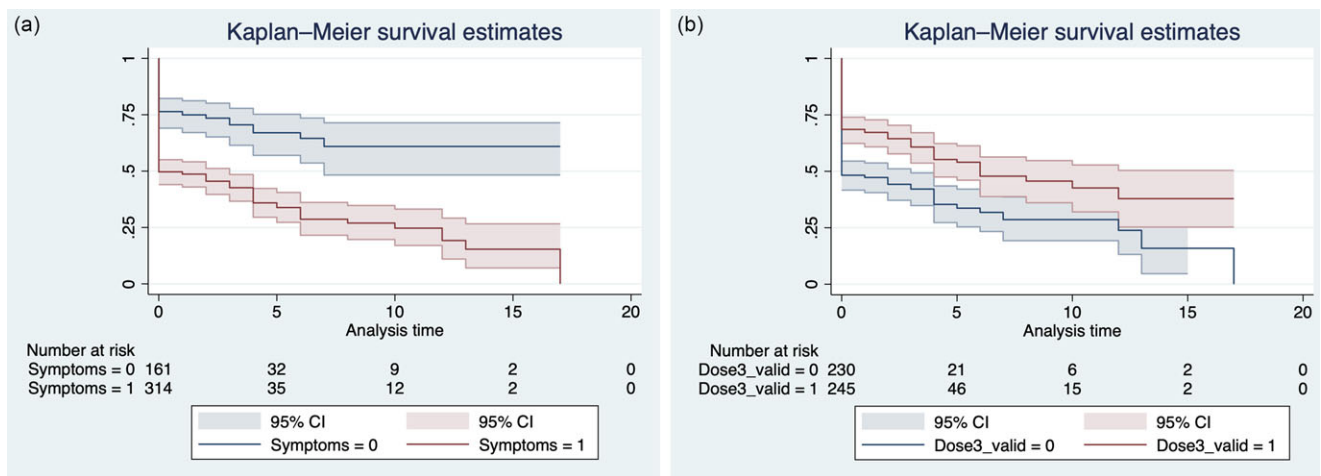 (a)
Kaplan–Meier survival estimates
1
.75
.5
.25
0
0 5 10 15 20
Analysis time
Number at risk
Symptoms = 0 161 32 9 2 0
Symptoms = 1 314 35 12 2 0
95% CI 95% CI
Symptoms = 0 Symptoms = 1
(b)
Kaplan–Meier survival estimates
1
.75
.5
.25
0
0 5 10 15 20
Analysis time
Number at risk
Dose3_valid = 0 230 21 6 2 0
Dose3_valid = 1 245 46 15 2 0
95% CI 95% CI
Dose3_valid = 0 Dose3_valid = 1